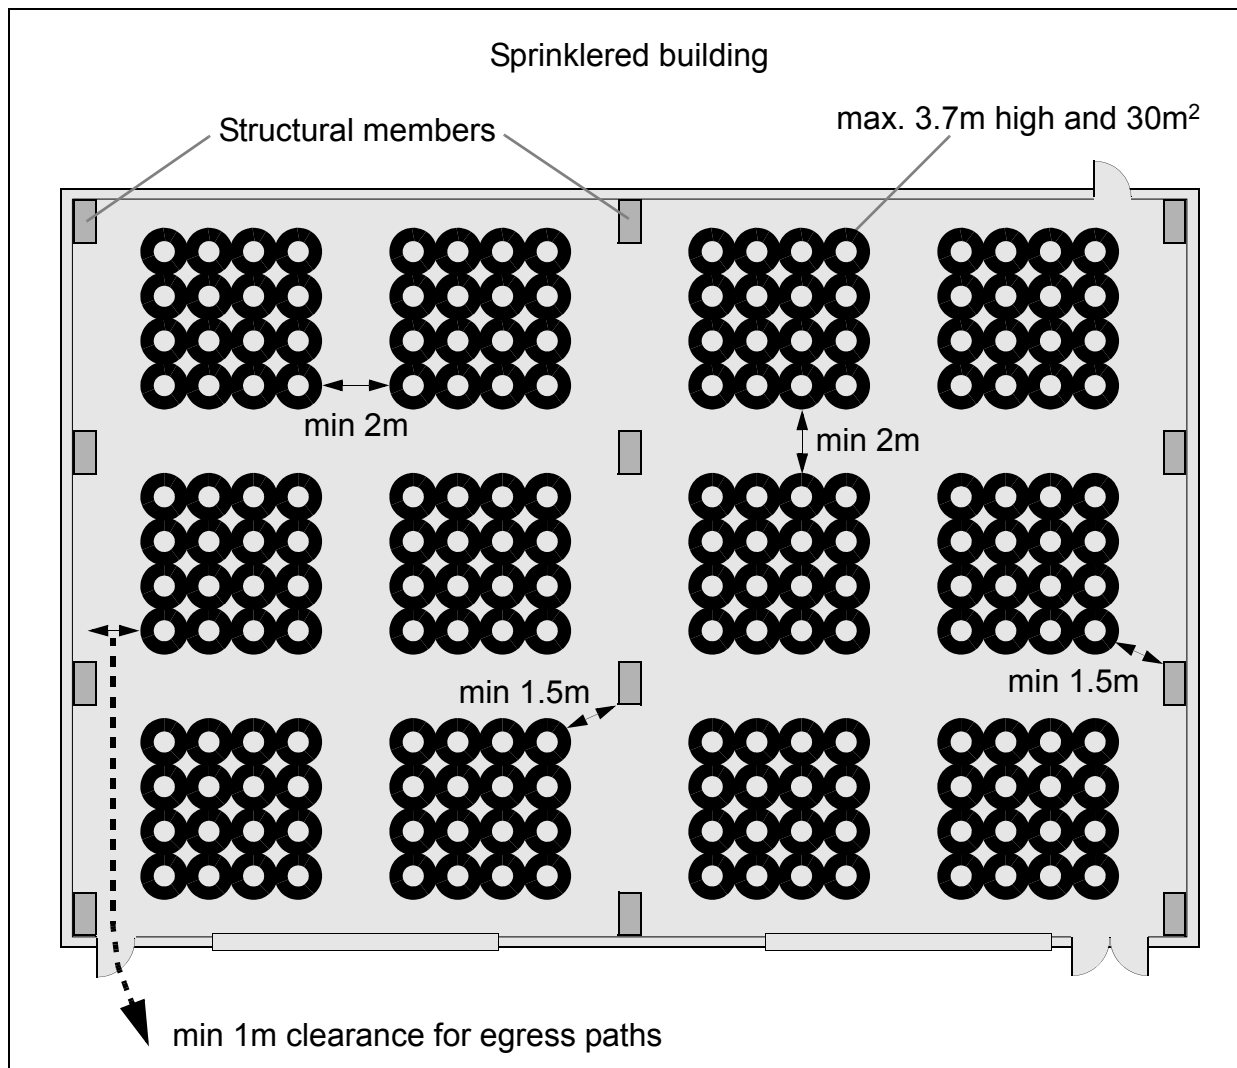 Sprinklered building
Structural members
max. 3.7m high and 30m²
min 2m
min 2m
min 1.5m
min 1.5m
min 1m clearance for egress paths